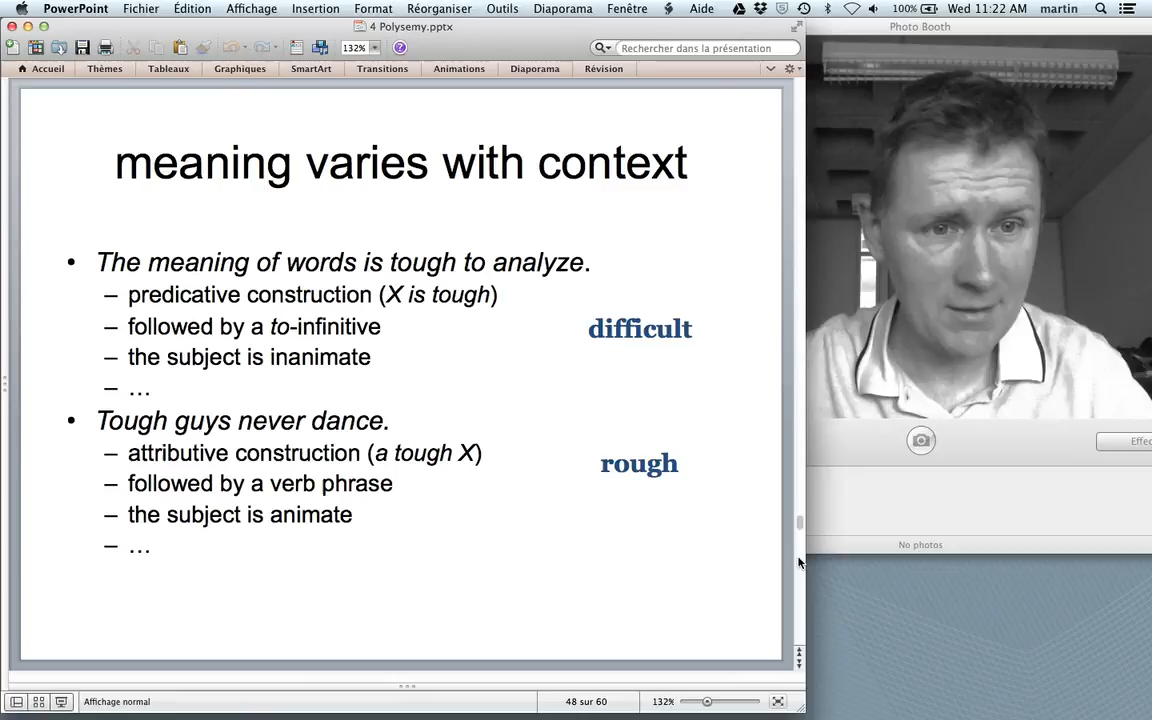 PowerPoint Fichier Édition Affichage Insertion Format Réorganiser Outils Diaporama Fenêtre Aide 5 100% Wed 11:22 AM martin
4 Polysemy.pptx
Photo Booth
132% Rechercher dans la présentation
Accueil Thèmes Tableaux Graphiques SmartArt Transitions Animations Diaporama Révision
meaning varies with context
• The meaning of words is tough to analyze.
– predicative construction (X is tough)
– followed by a to-infinitive
difficult
– the subject is inanimate
– …
• Tough guys never dance.
– attributive construction (a tough X)
rough
– followed by a verb phrase
– the subject is animate
– …
Effec
No photos
Affichage normal 48 sur 60 132%